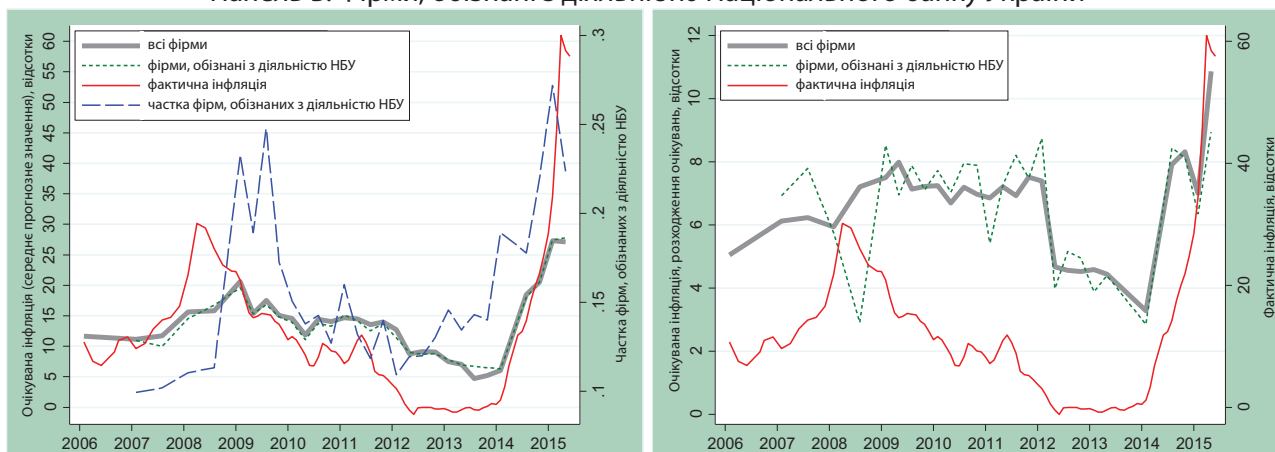 Панель Б. Фірми, обізнані з діяльністю Національного банку України
всі фірми
фірми, обізнані з діяльністю НБУ
фактична інфляція
частка фірм, обізнаних з діяльністю НБУ
Очікувана інфляція (середнє прогнозне значення), відсотки
60
55
50
45
40
35
30
25
20
15
10
5
0
.3
.25
.2
.15
.1
Частка фірм, обізнаних з діяльністю НБУ
2006 2007 2008 2009 2010 2011 2012 2013 2014 2015
всі фірми
фірми, обізнані з діяльністю НБУ
фактична інфляція
Очікувана інфляція, розходження очікувань, відсотки
12
10
8
6
4
2
0
60
40
20
0
Фактична інфляція, відсотки
2006 2007 2008 2009 2010 2011 2012 2013 2014 2015